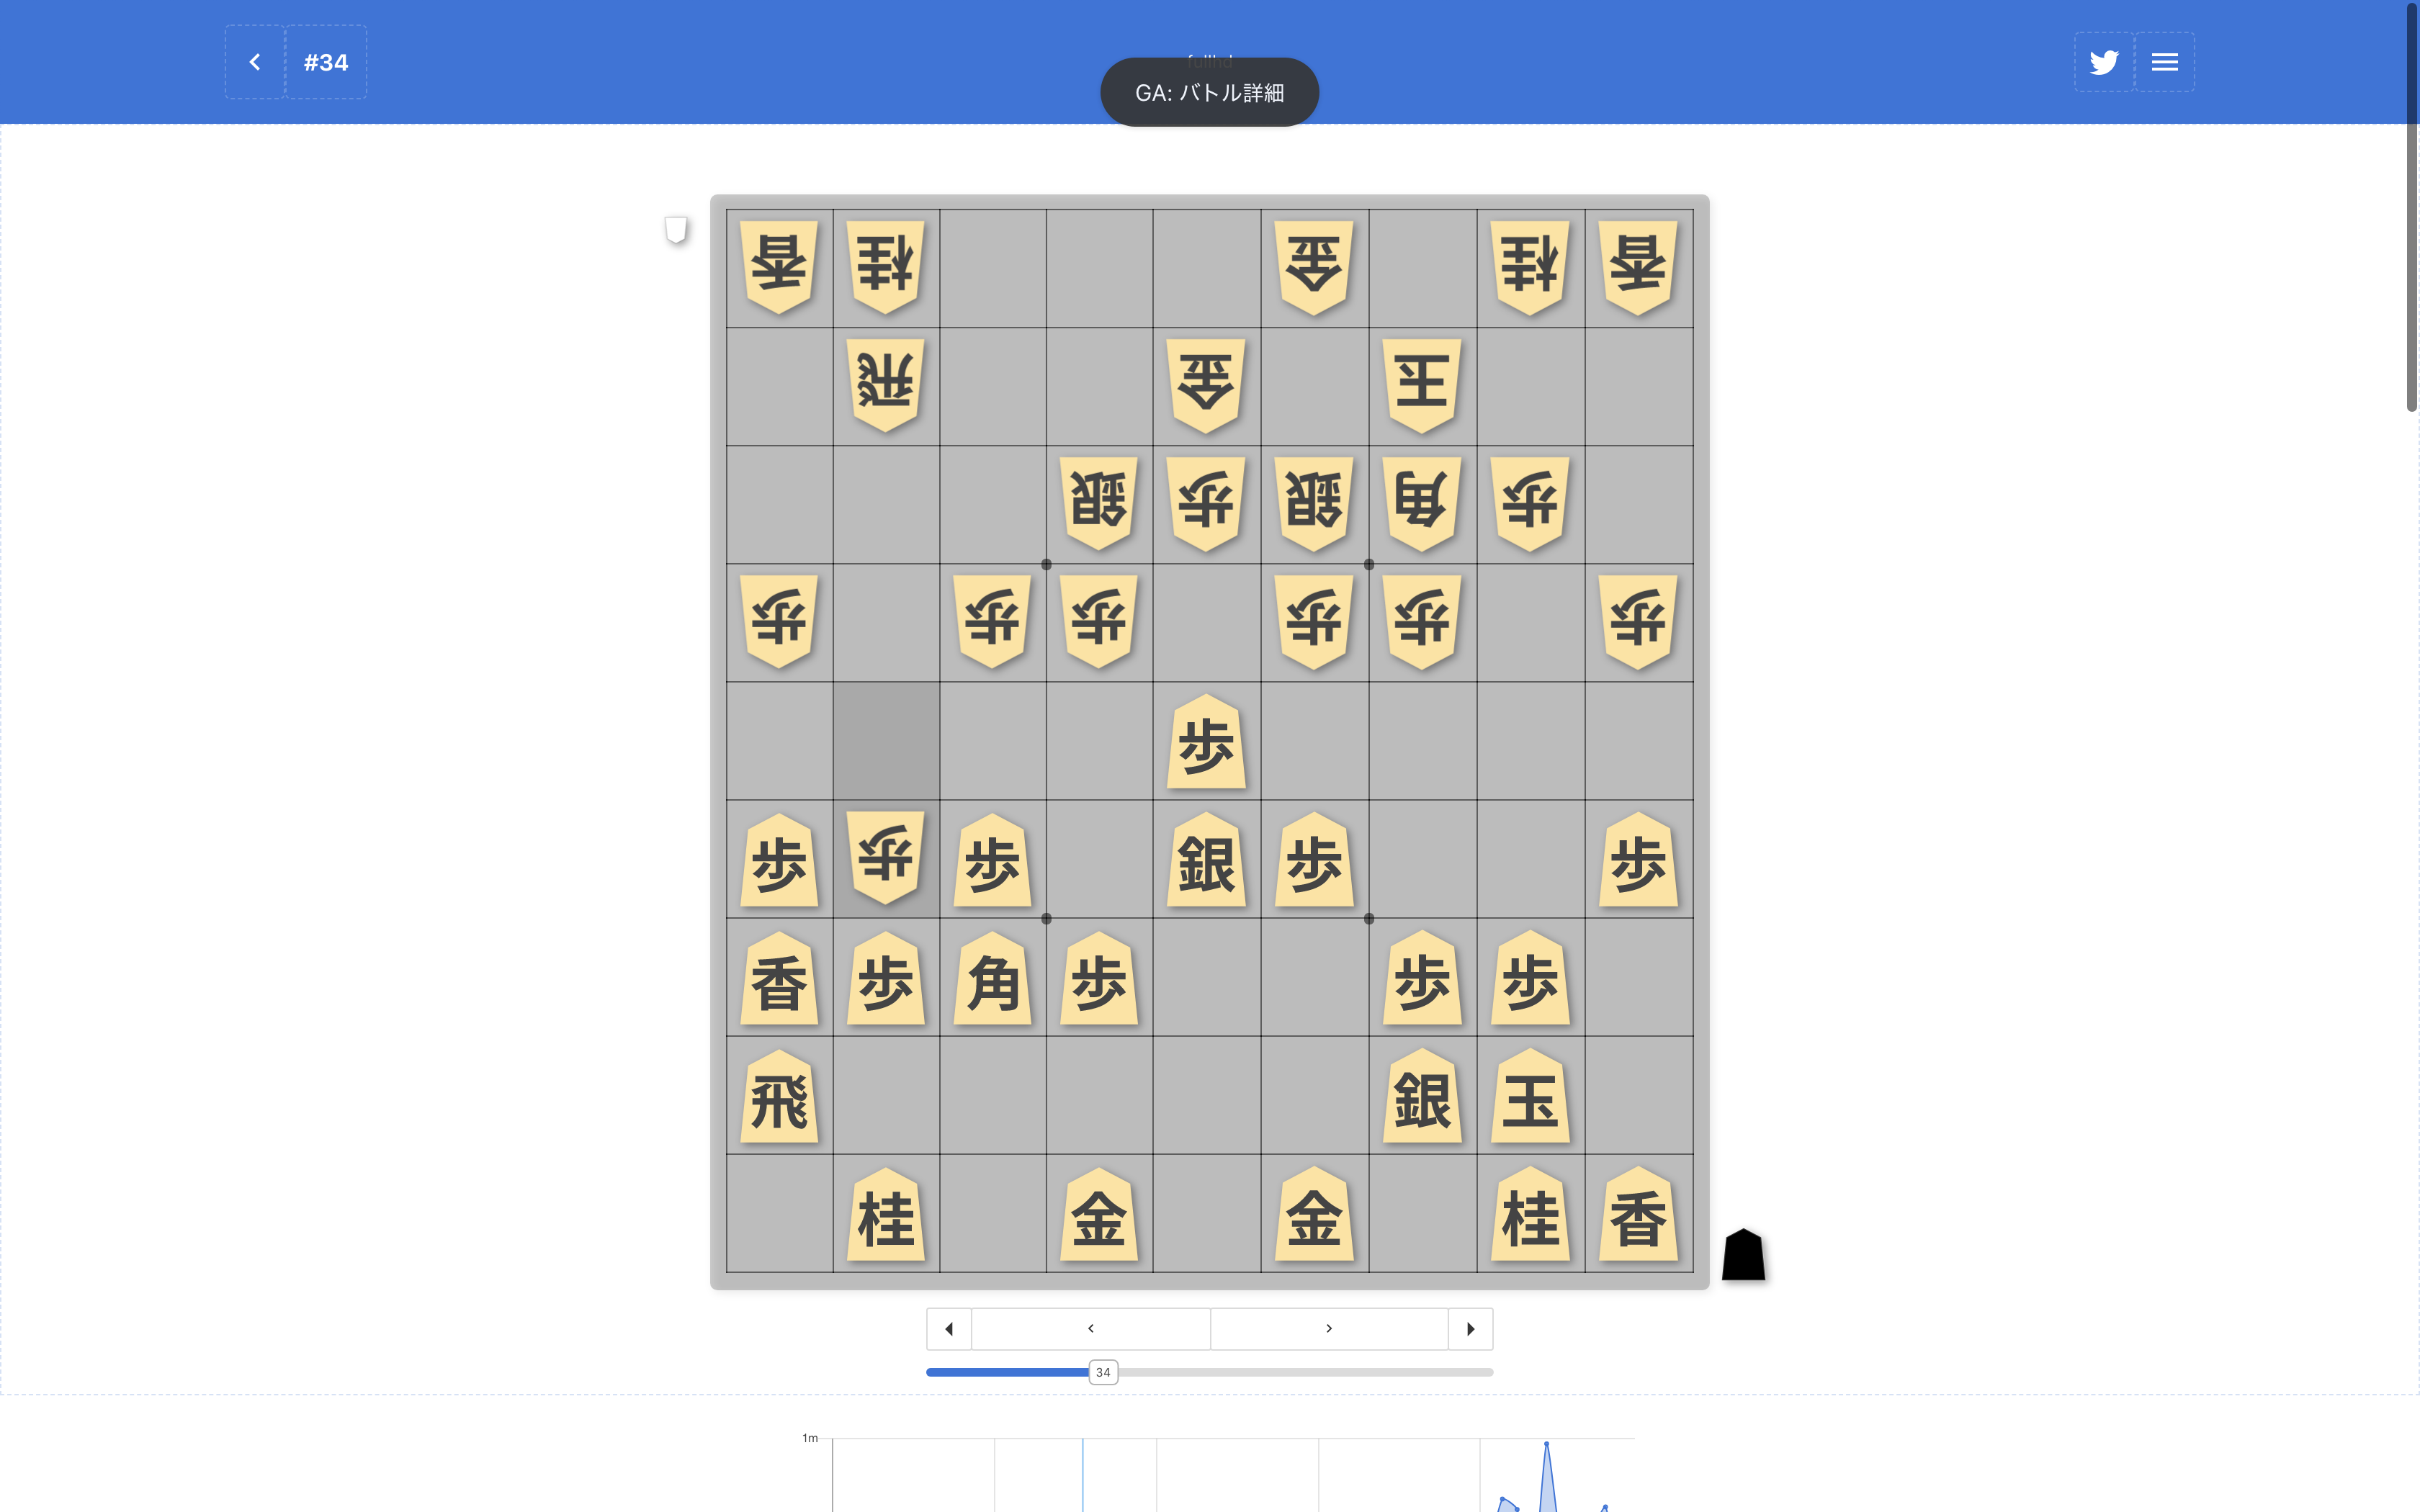 #34
fullhd
GA: バトル詳細
香 桂 金 桂 香
飛 金 王
銀 歩 銀 角 歩
歩 歩 歩 歩 歩 歩
歩
歩 歩 歩 銀 歩 歩
香 歩 角 歩 歩 歩
飛 銀 玉
桂 金 金 桂 香
34
1m